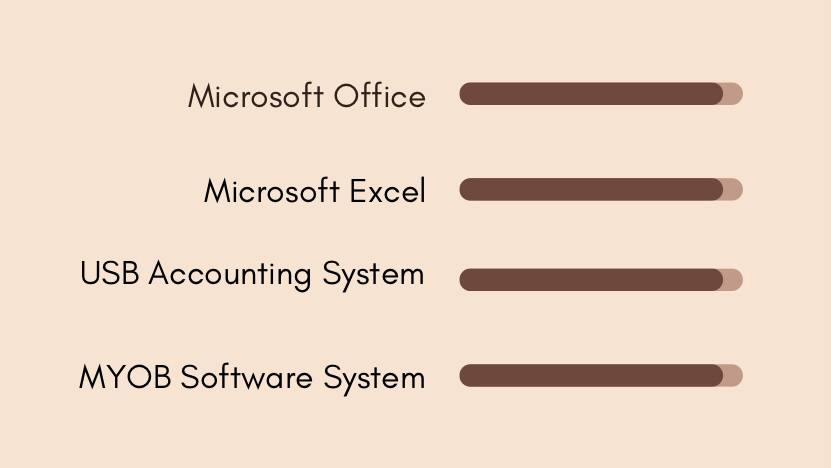 Microsoft Office
Microsoft Excel
USB Accounting System
MYOB Software System